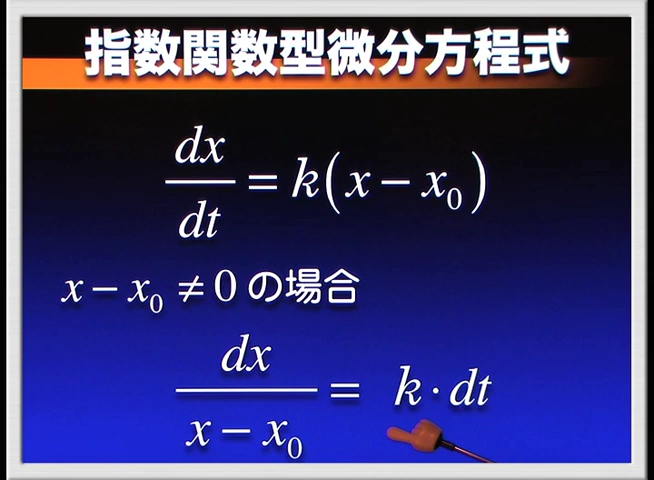 指数関数型微分方程式
dx/dt = k(x − x₀)
x − x₀ ≠ 0 の場合
dx/(x − x₀) = k · dt